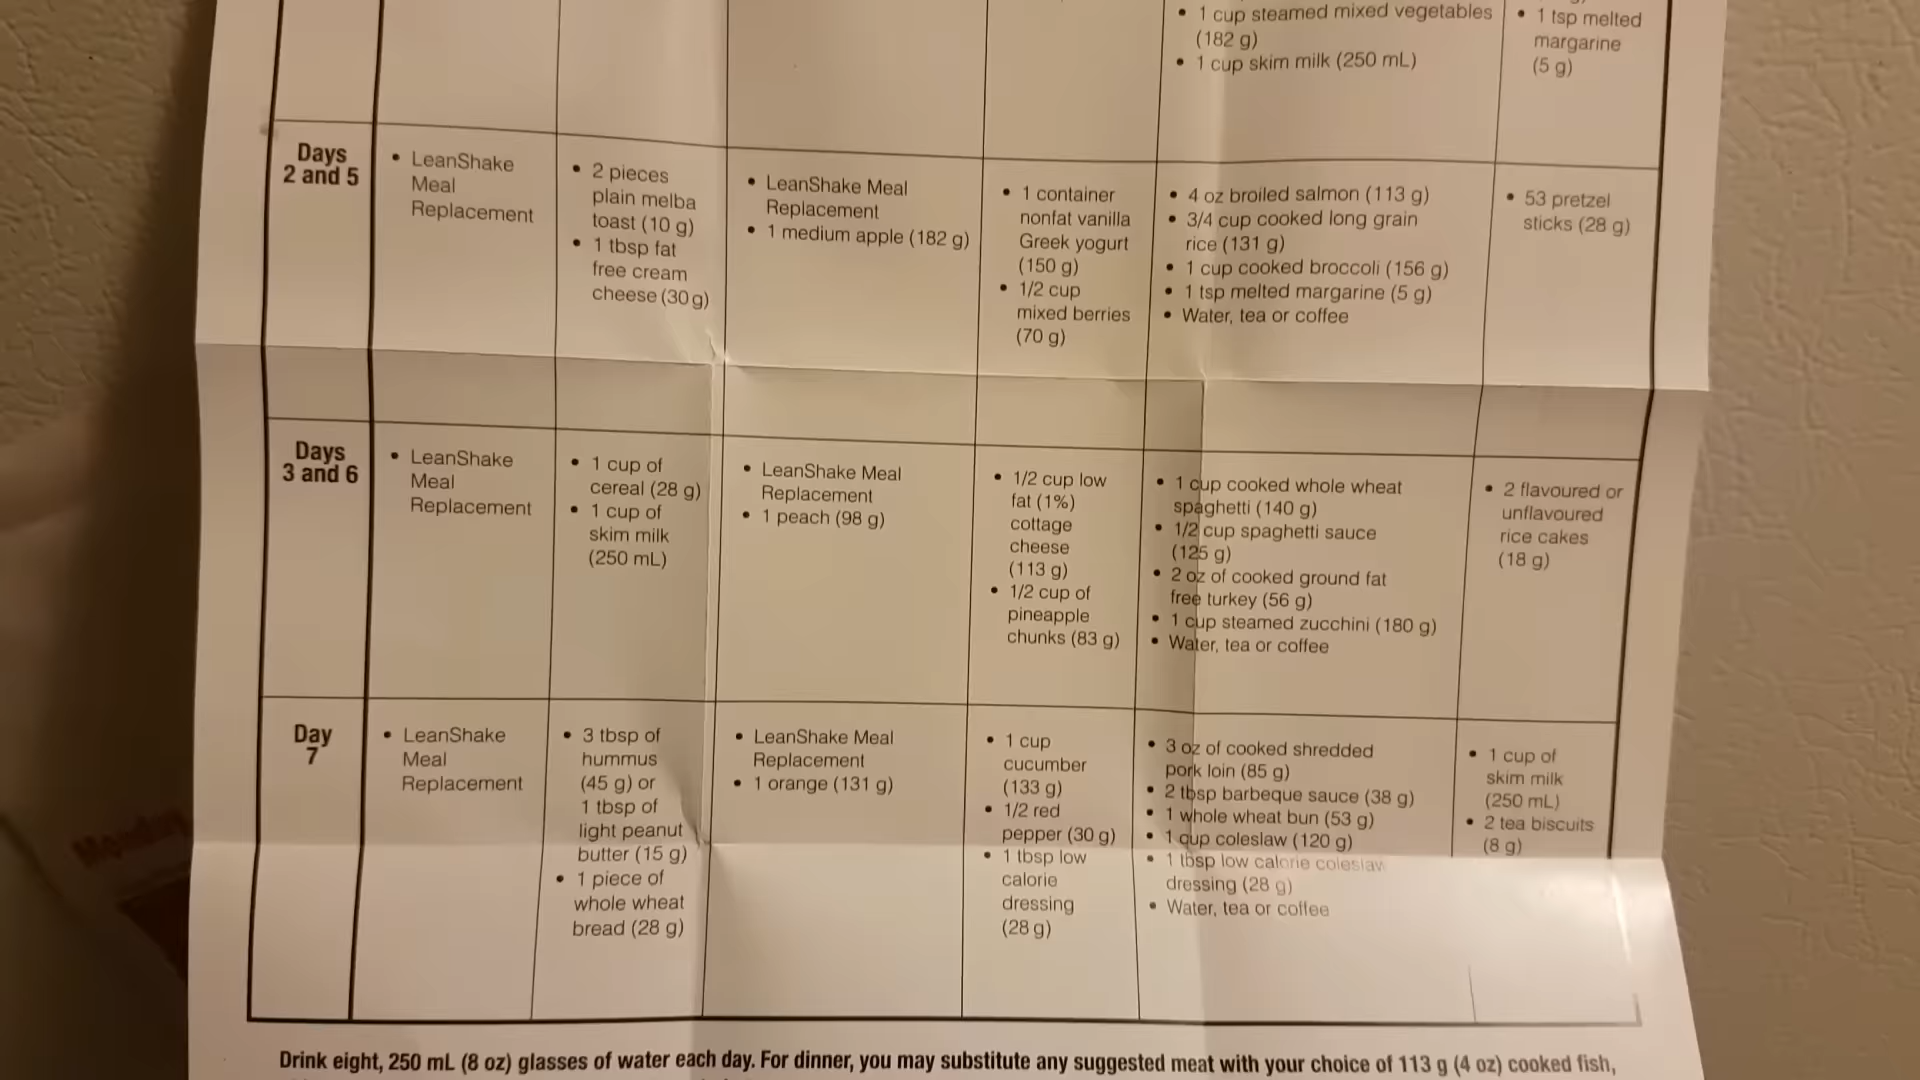 • 1 cup steamed mixed vegetables
(182 g)
• 1 cup skim milk (250 mL)
• 1 tsp melted
margarine
(5 g)
Days
2 and 5
• LeanShake
Meal
Replacement
• 2 pieces
plain melba
toast (10 g)
• 1 tbsp fat
free cream
cheese (30 g)
• LeanShake Meal
Replacement
• 1 medium apple (182 g)
• 1 container
nonfat vanilla
Greek yogurt
(150 g)
• 1/2 cup
mixed berries
(70 g)
• 4 oz broiled salmon (113 g)
• 3/4 cup cooked long grain
rice (131 g)
• 1 cup cooked broccoli (156 g)
• 1 tsp melted margarine (5 g)
• Water, tea or coffee
• 53 pretzel
sticks (28 g)
Days
3 and 6
• LeanShake
Meal
Replacement
• 1 cup of
cereal (28 g)
• 1 cup of
skim milk
(250 mL)
• LeanShake Meal
Replacement
• 1 peach (98 g)
• 1/2 cup low
fat (1%)
cottage
cheese
(113 g)
• 1/2 cup of
pineapple
chunks (83 g)
• 1 cup cooked whole wheat
spaghetti (140 g)
• 1/2 cup spaghetti sauce
(125 g)
• 2 oz of cooked ground fat
free turkey (56 g)
• 1 cup steamed zucchini (180 g)
• Water, tea or coffee
• 2 flavoured or
unflavoured
rice cakes
(18 g)
Day
7
• LeanShake
Meal
Replacement
• 3 tbsp of
hummus
(45 g) or
1 tbsp of
light peanut
butter (15 g)
• 1 piece of
whole wheat
bread (28 g)
• LeanShake Meal
Replacement
• 1 orange (131 g)
• 1 cup
cucumber
(133 g)
• 1/2 red
pepper (30 g)
• 1 tbsp low
calorie
dressing
(28 g)
• 3 oz of cooked shredded
pork loin (85 g)
• 2 tbsp barbeque sauce (38 g)
• 1 whole wheat bun (53 g)
• 1 cup coleslaw (120 g)
• 1 tbsp low calorie coleslaw
dressing (28 g)
• Water, tea or coffee
• 1 cup of
skim milk
(250 mL)
• 2 tea biscuits
(8 g)
Drink eight, 250 mL (8 oz) glasses of water each day. For dinner, you may substitute any suggested meat with your choice of 113 g (4 oz) cooked fish,